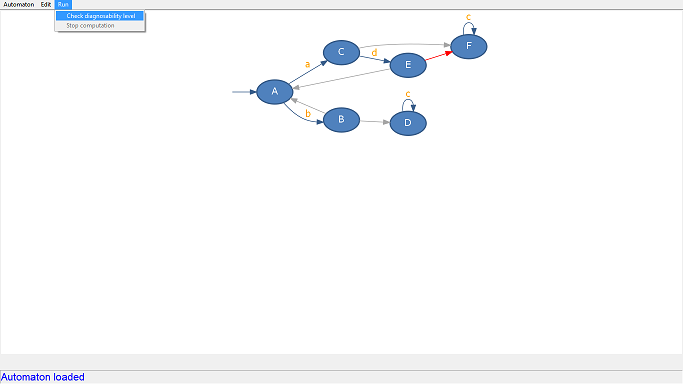 Automaton Edit Run
Check diagnosability level
Stop computation
c
F
C
d
a
E
A
c
b
B
D
Automaton loaded